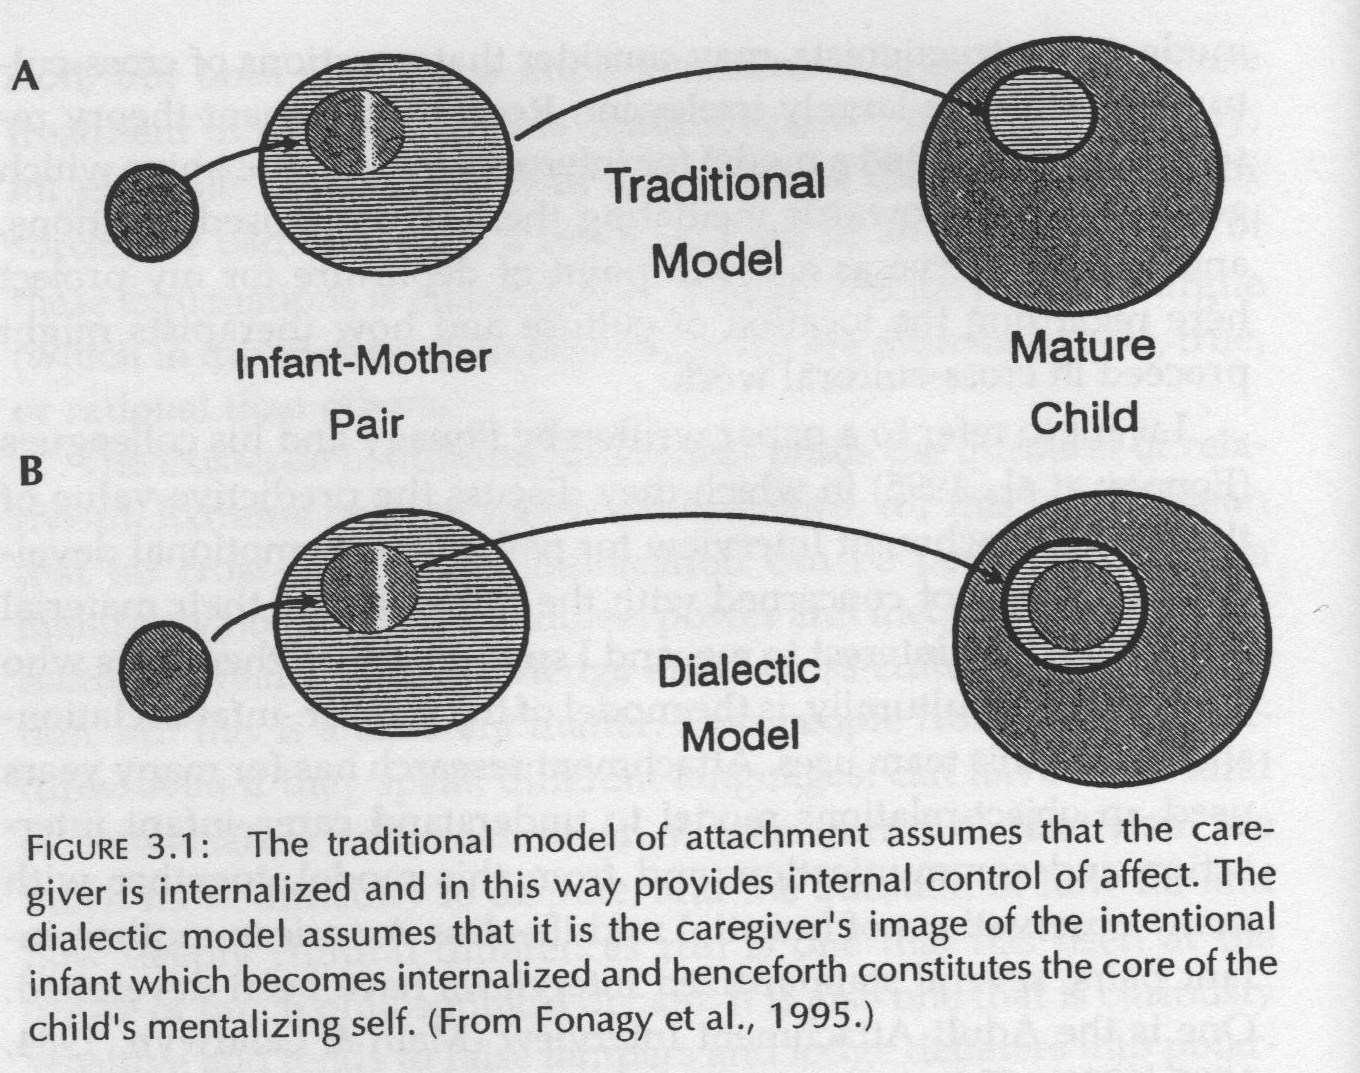 A
Traditional
Model
Infant-Mother
Pair
Mature
Child
B
Dialectic
Model
FIGURE 3.1: The traditional model of attachment assumes that the care-
giver is internalized and in this way provides internal control of affect. The
dialectic model assumes that it is the caregiver's image of the intentional
infant which becomes internalized and henceforth constitutes the core of the
child's mentalizing self. (From Fonagy et al., 1995.)